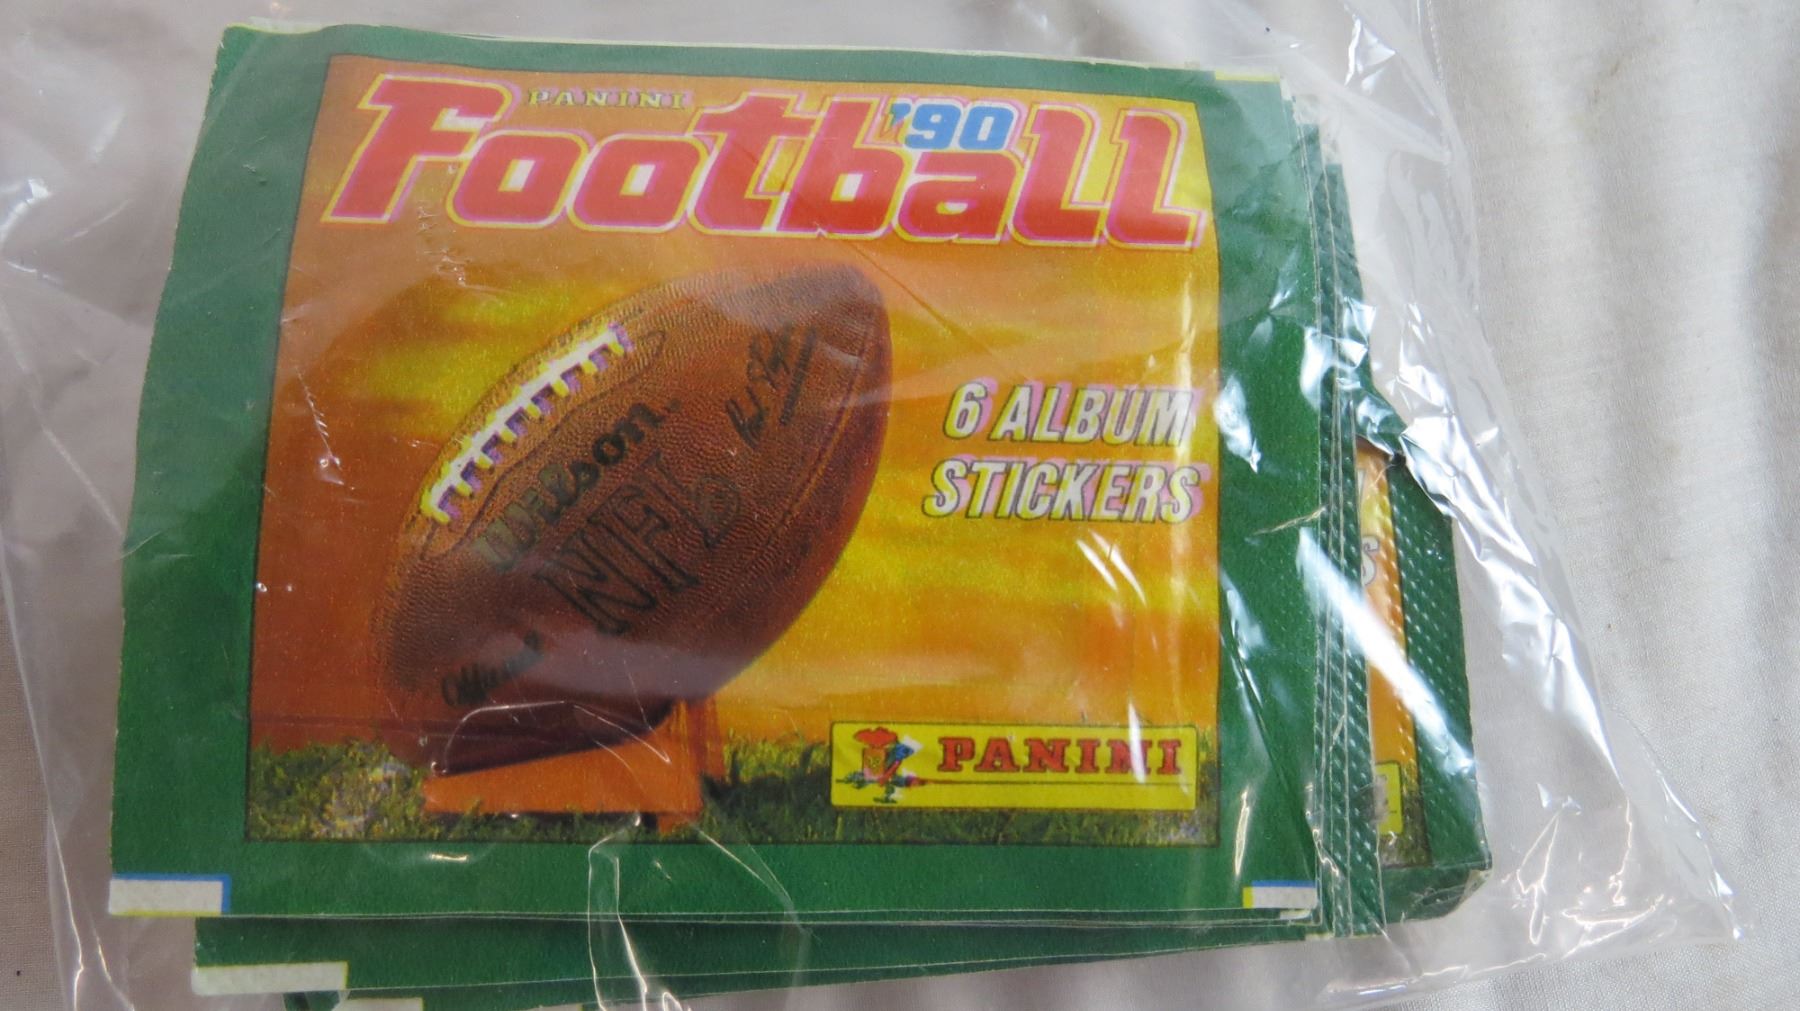 PANINI
Football '90
6 ALBUM
STICKERS
Wilson
NFL
PANINI
S